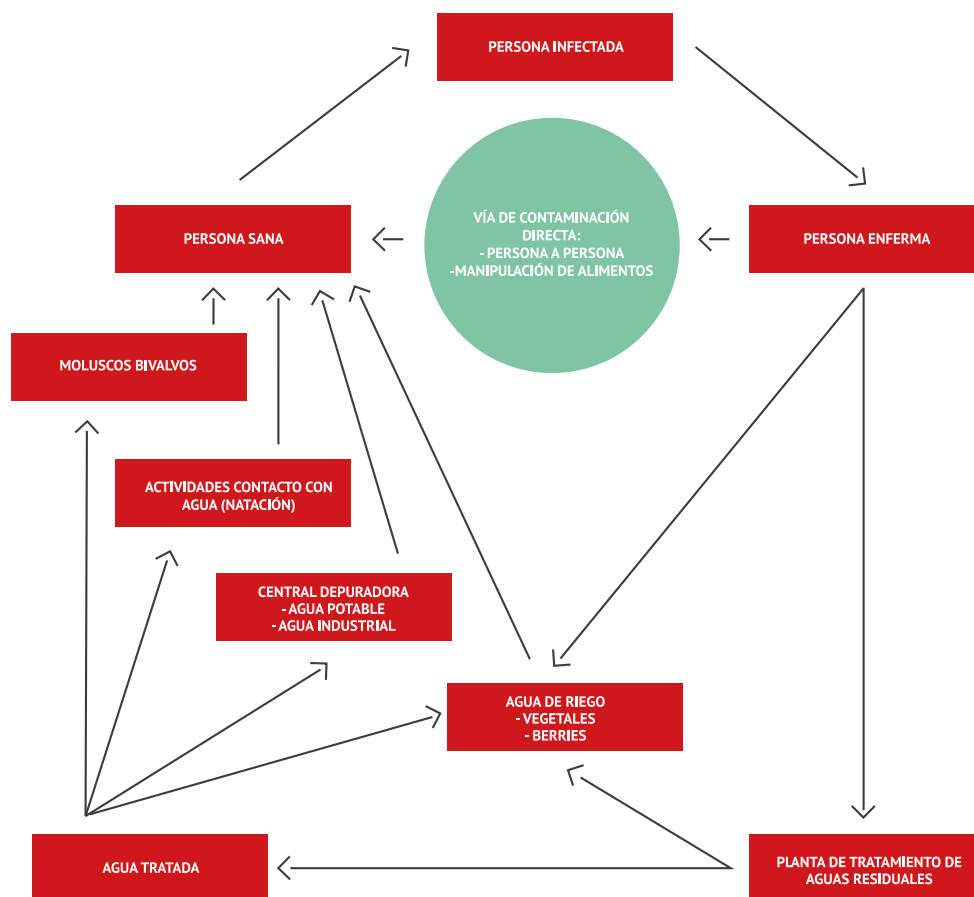 PERSONA INFECTADA
VÍA DE CONTAMINACIÓN
DIRECTA:
- PERSONA A PERSONA
-MANIPULACIÓN DE ALIMENTOS
PERSONA SANA
PERSONA ENFERMA
MOLUSCOS BIVALVOS
ACTIVIDADES CONTACTO CON
AGUA (NATACIÓN)
CENTRAL DEPURADORA
- AGUA POTABLE
- AGUA INDUSTRIAL
AGUA DE RIEGO
- VEGETALES
- BERRIES
AGUA TRATADA
PLANTA DE TRATAMIENTO DE
AGUAS RESIDUALES